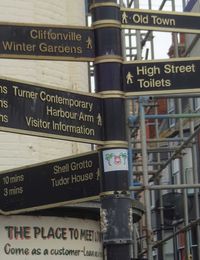 Old Town
Cliftonville
Winter Gardens
High Street
Toilets
Turner Contemporary
Harbour Arm
Visitor Information
10 mins
3 mins
Shell Grotto
Tudor House
THE PLACE TO MEET
Come as a customer-